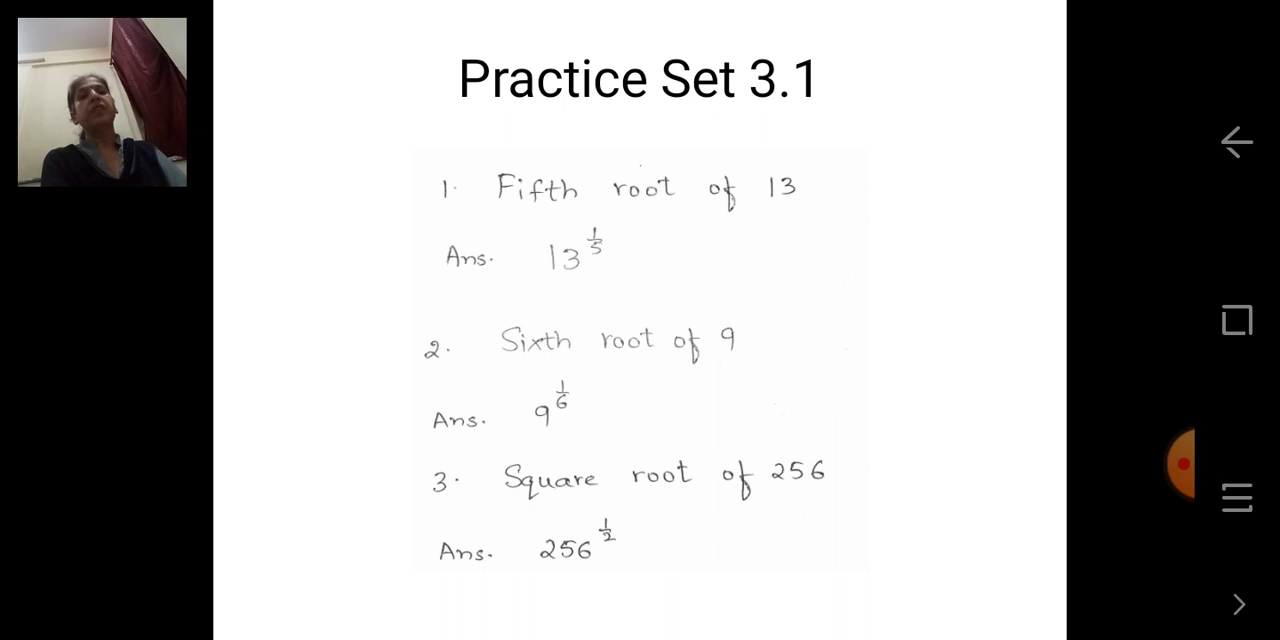 Practice Set 3.1
1. Fifth root of 13
Ans. 13^{1/5}
2. Sixth root of 9
Ans. 9^{1/6}
3. Square root of 256
Ans. 256^{1/2}